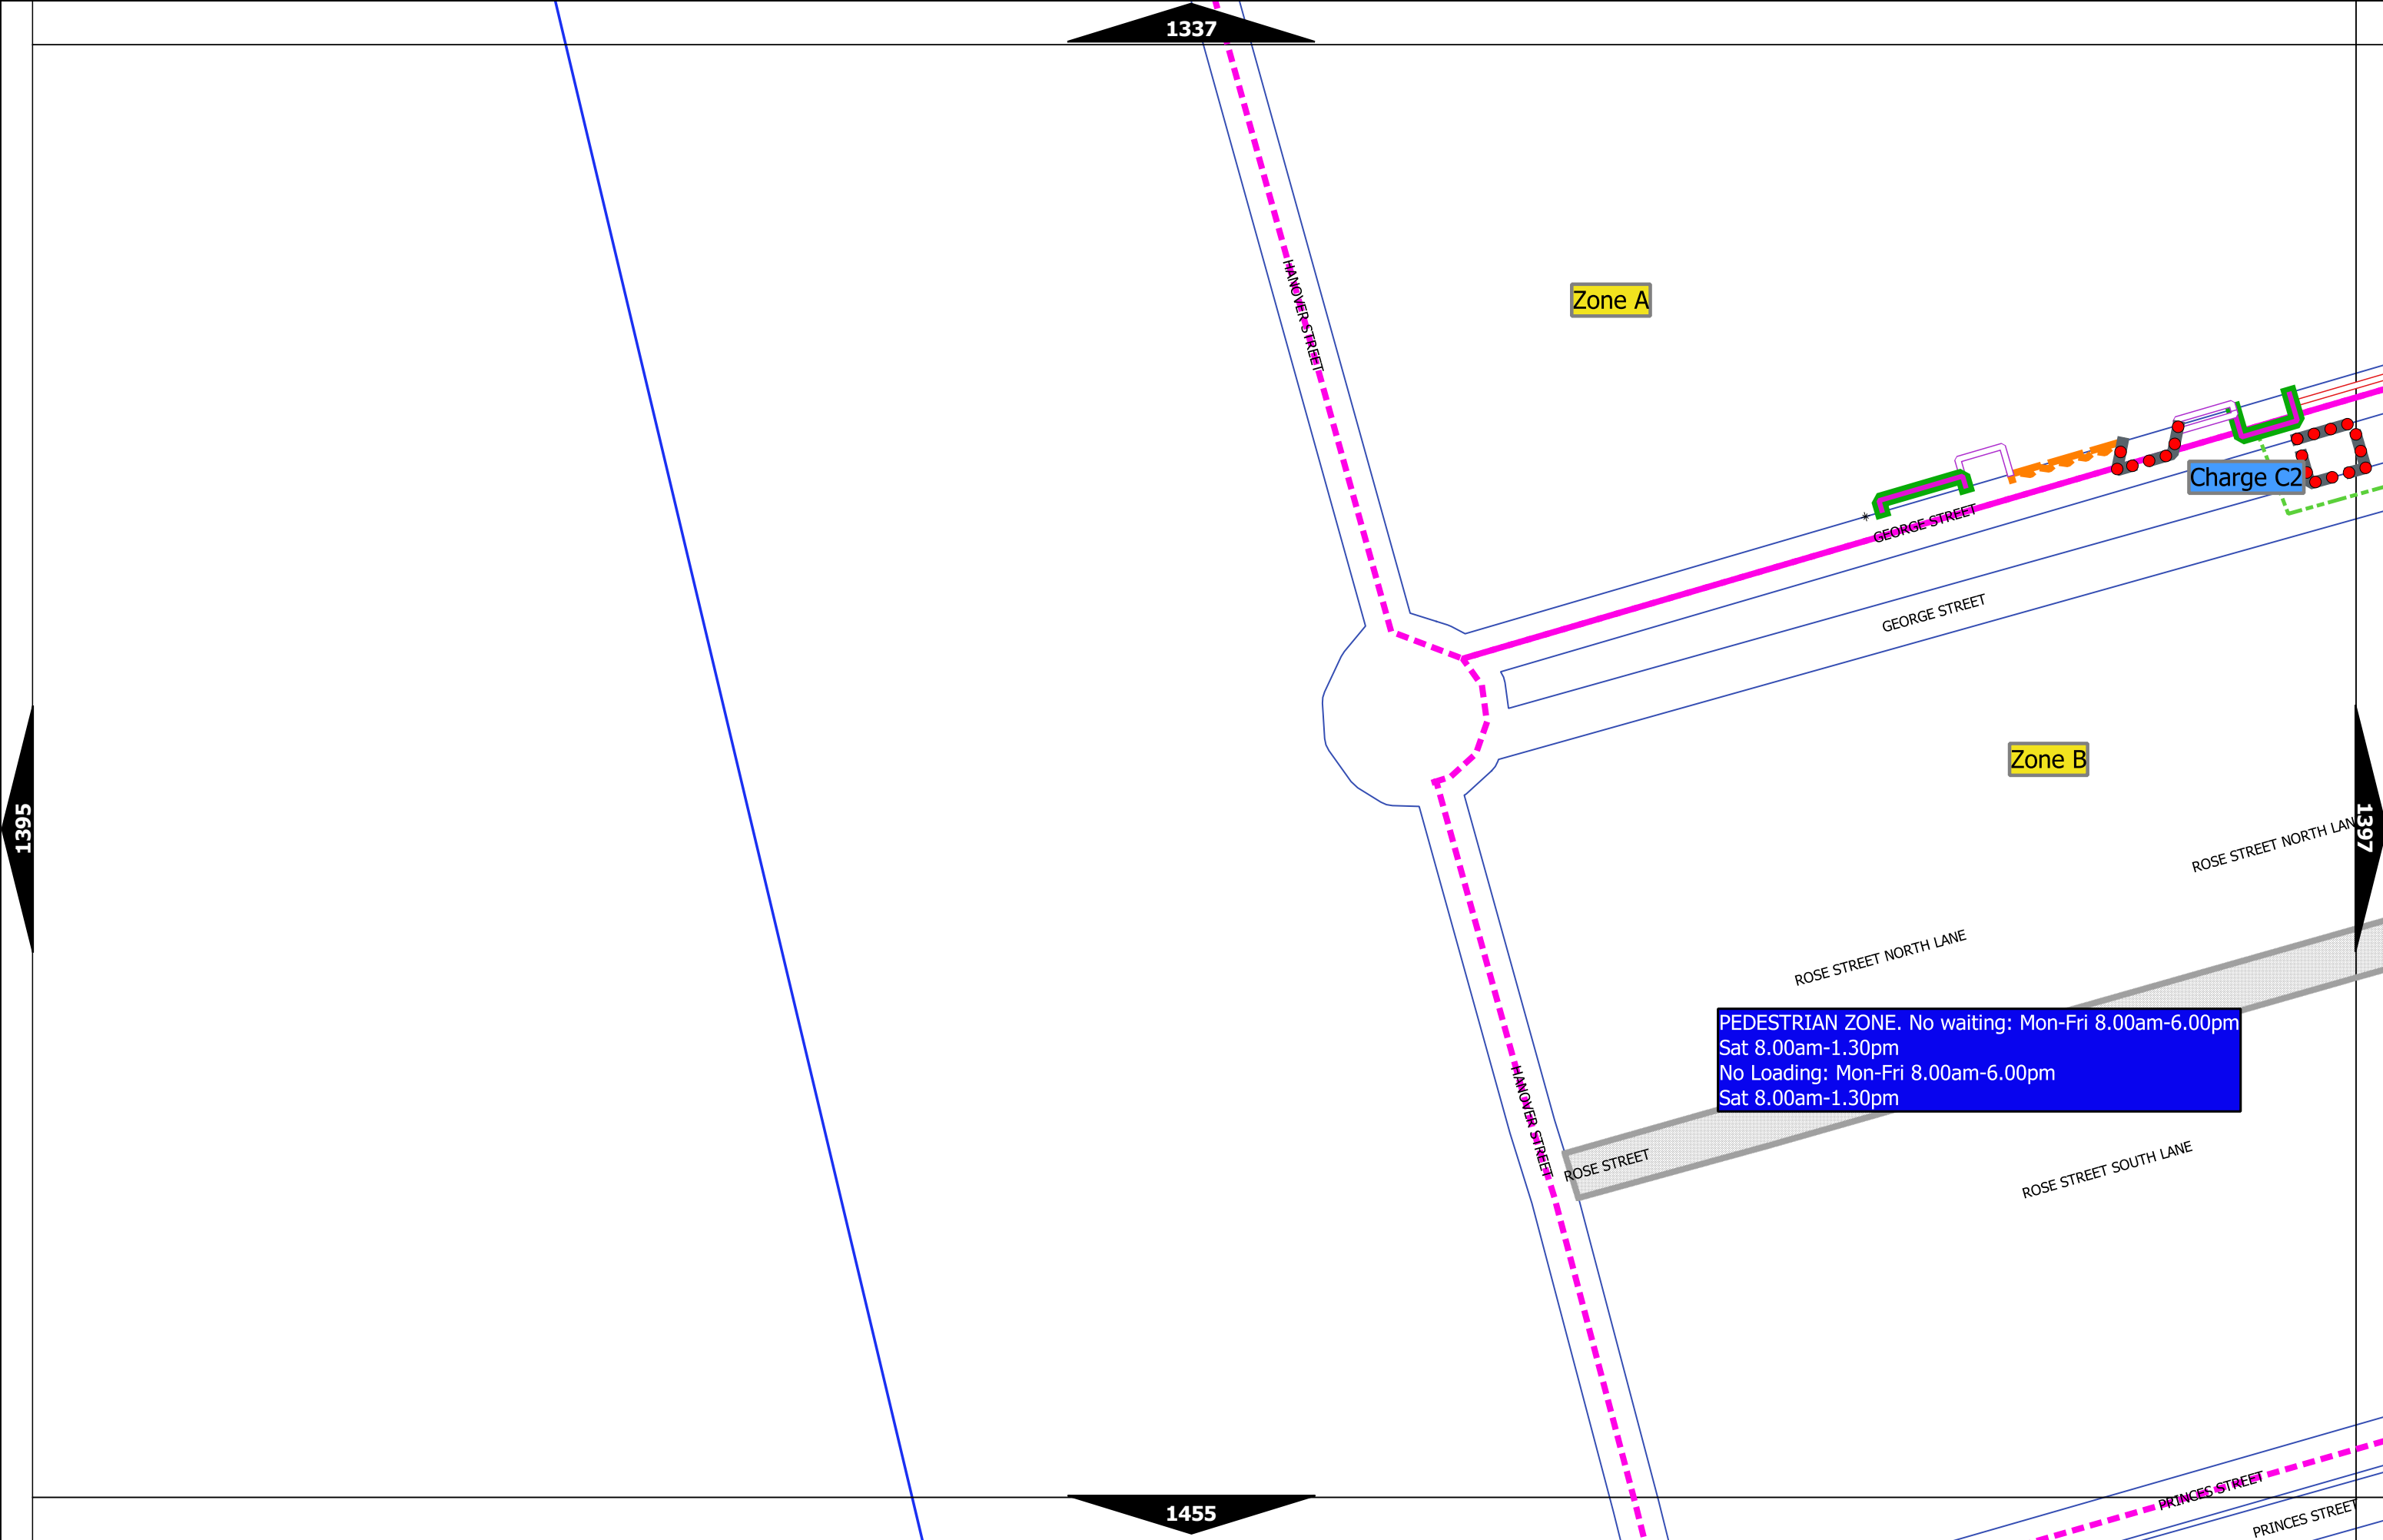 1337
HANOVER STREET
Zone A
Charge C2
GEORGE STREET
GEORGE STREET
Zone B
1395
1397
ROSE STREET NORTH LAN
ROSE STREET NORTH LANE
PEDESTRIAN ZONE. No waiting: Mon-Fri 8.00am-6.00pm
Sat 8.00am-1.30pm
No Loading: Mon-Fri 8.00am-6.00pm
Sat 8.00am-1.30pm
HANOVER STREET
ROSE STREET
ROSE STREET SOUTH LANE
PRINCES STREET
PRINCES STREET
1455